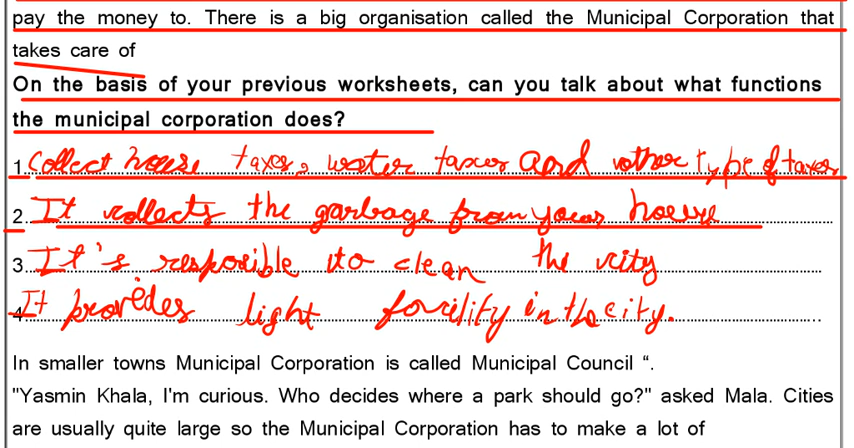 pay the money to. There is a big organisation called the Municipal Corporation that
takes care of
On the basis of your previous worksheets, can you talk about what functions
the municipal corporation does?
1. Collect house taxes, water taxes and other type of taxes
2. It collects the garbage from your house
3. It's resposible to clean the city
4. It provides light facility in the city.
In smaller towns Municipal Corporation is called Municipal Council “.
"Yasmin Khala, I'm curious. Who decides where a park should go?" asked Mala. Cities
are usually quite large so the Municipal Corporation has to make a lot of